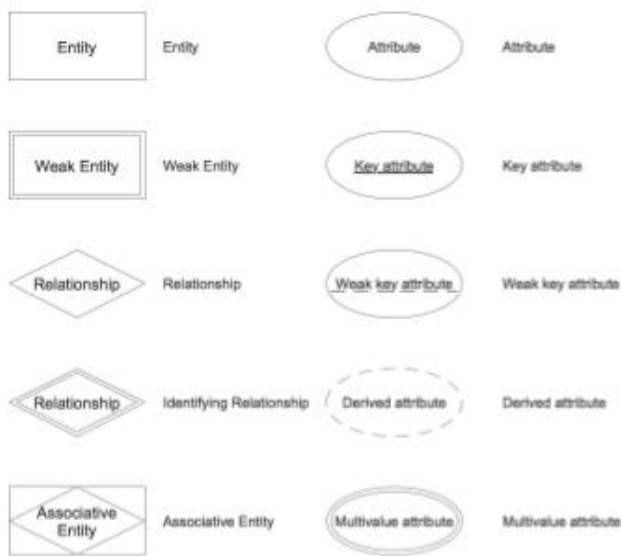 Entity Entity Attribute Attribute
Weak Entity Weak Entity Key attribute Key attribute
Relationship Relationship Weak key attribute Weak key attribute
Relationship Identifying Relationship Derived attribute Derived attribute
Associative
Entity Associative Entity Multivalue attribute Multivalue attribute